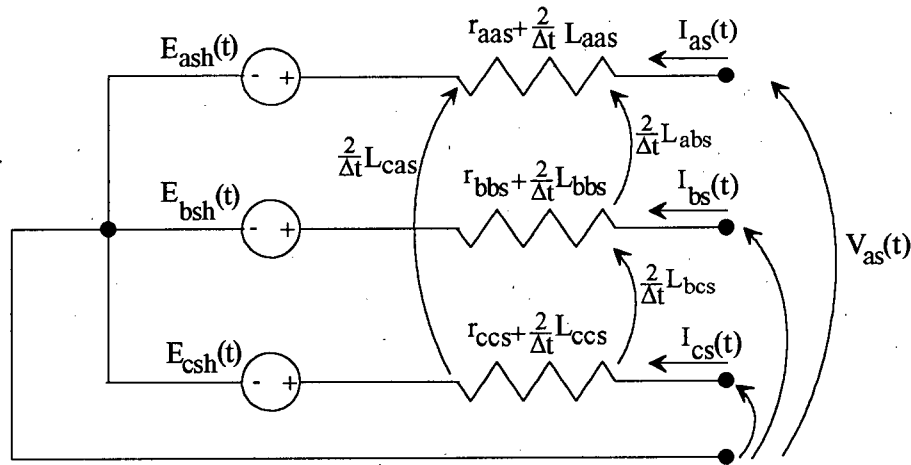 r_aas + 2/Δt L_aas
I_as(t)
E_ash(t)
- +
2/Δt L_cas
2/Δt L_abs
r_bbs + 2/Δt L_bbs
I_bs(t)
E_bsh(t)
- +
V_as(t)
2/Δt L_bcs
r_ccs + 2/Δt L_ccs
I_cs(t)
E_csh(t)
- +